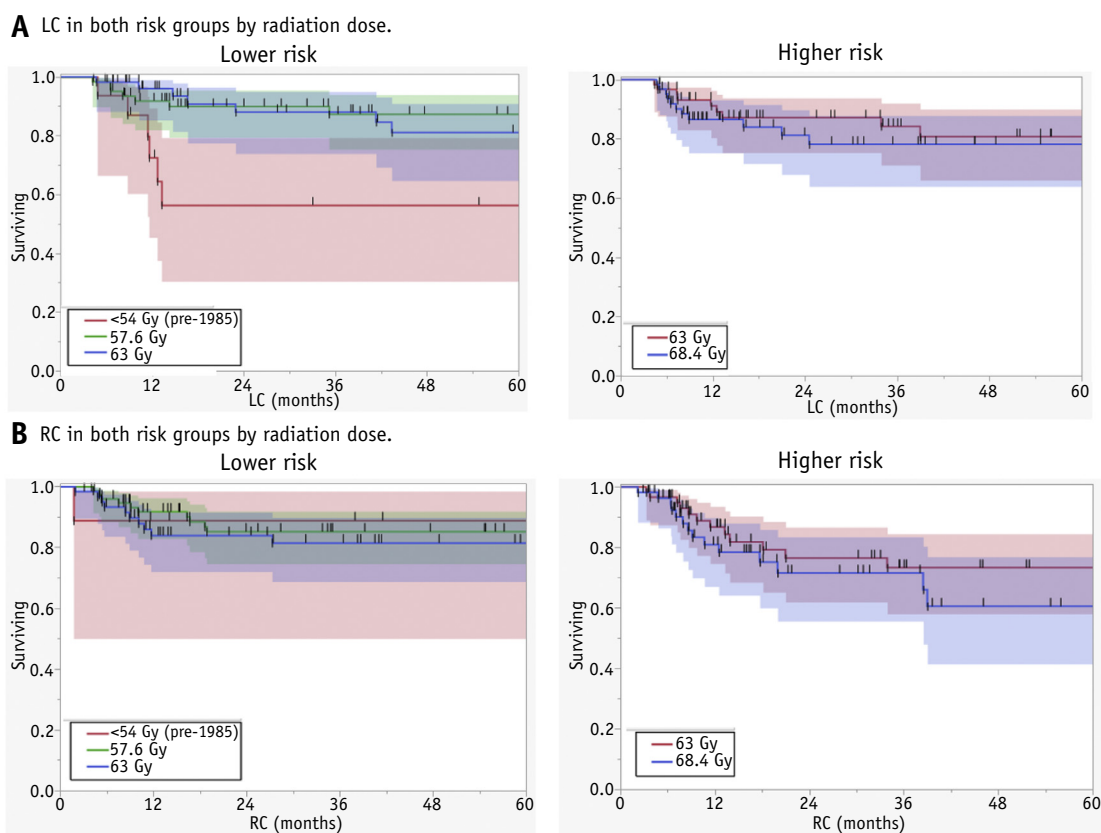 A LC in both risk groups by radiation dose.
Lower risk
Higher risk
1.0
0.8
0.6
0.4
0.2
0.0
Surviving
<54 Gy (pre-1985)
57.6 Gy
63 Gy
0 12 24 36 48 60
LC (months)
1.0
0.8
0.6
0.4
0.2
0.0
Surviving
63 Gy
68.4 Gy
0 12 24 36 48 60
LC (months)
B RC in both risk groups by radiation dose.
Lower risk
Higher risk
1.0
0.8
0.6
0.4
0.2
0.0
Surviving
<54 Gy (pre-1985)
57.6 Gy
63 Gy
0 12 24 36 48 60
RC (months)
1.0
0.8
0.6
0.4
0.2
0.0
Surviving
63 Gy
68.4 Gy
0 12 24 36 48 60
RC (months)